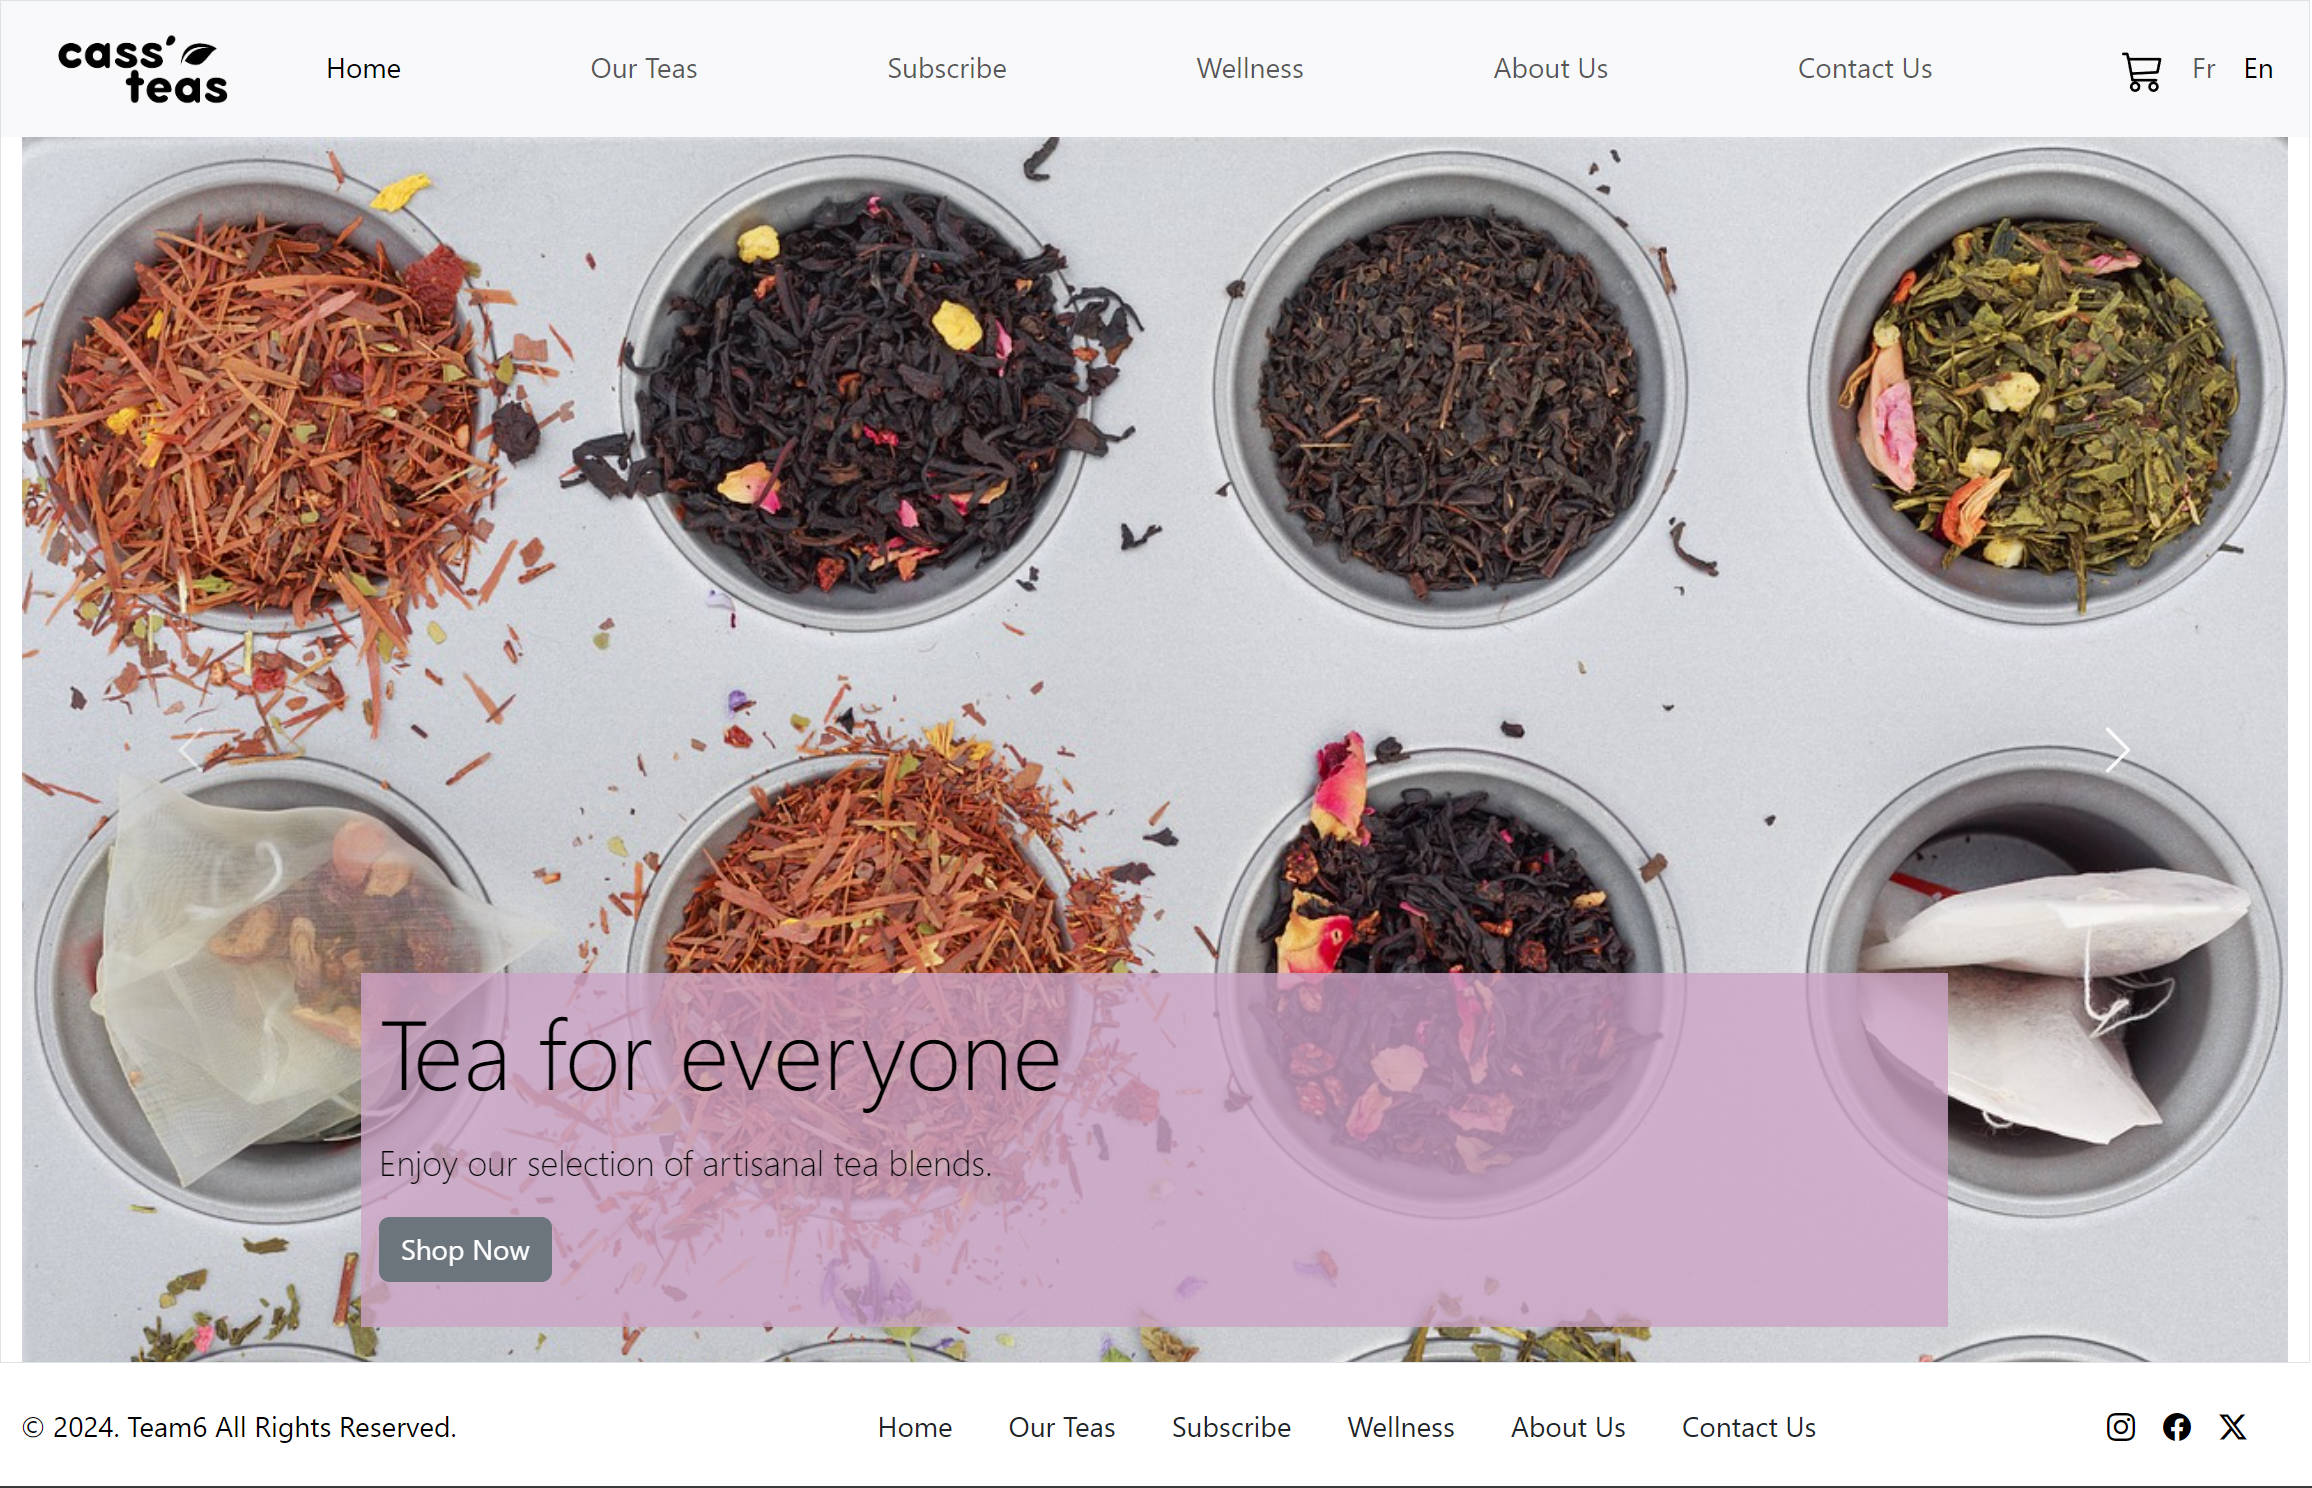 cass'
teas
Home Our Teas Subscribe Wellness About Us Contact Us Fr En
Tea for everyone
Enjoy our selection of artisanal tea blends.
Shop Now
© 2024. Team6 All Rights Reserved. Home Our Teas Subscribe Wellness About Us Contact Us